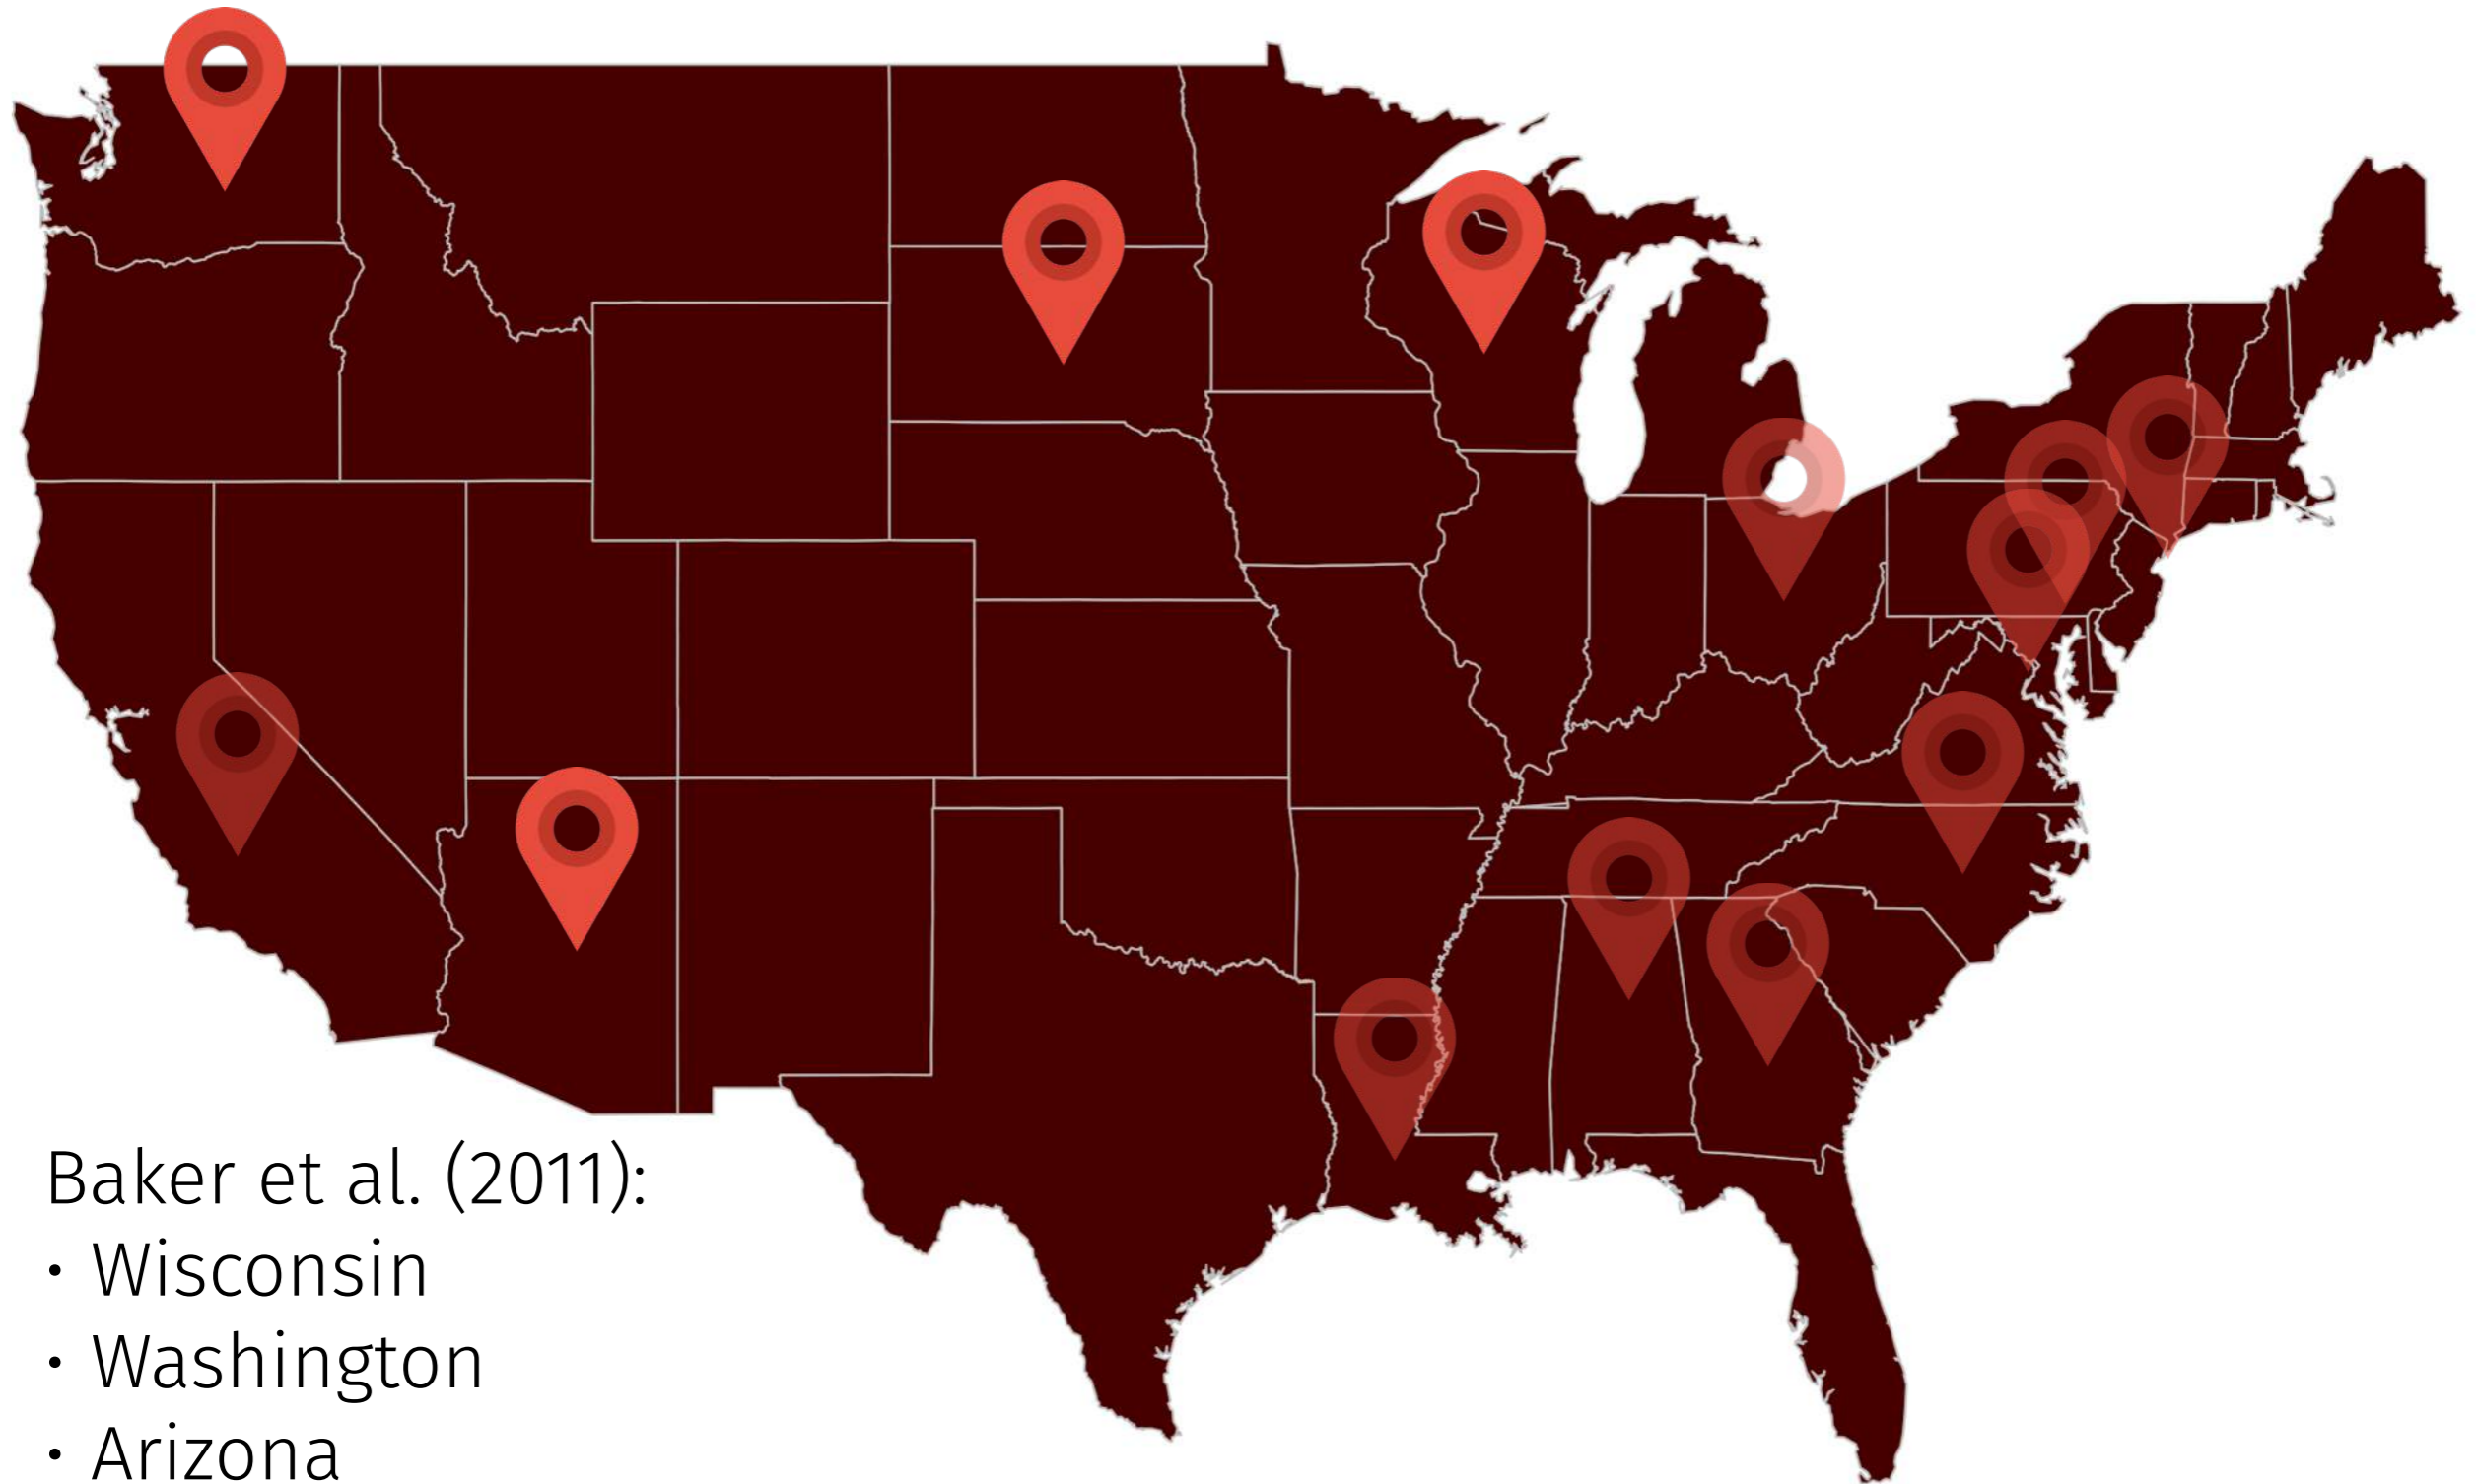 Baker et al. (2011):
• Wisconsin
• Washington
• Arizona